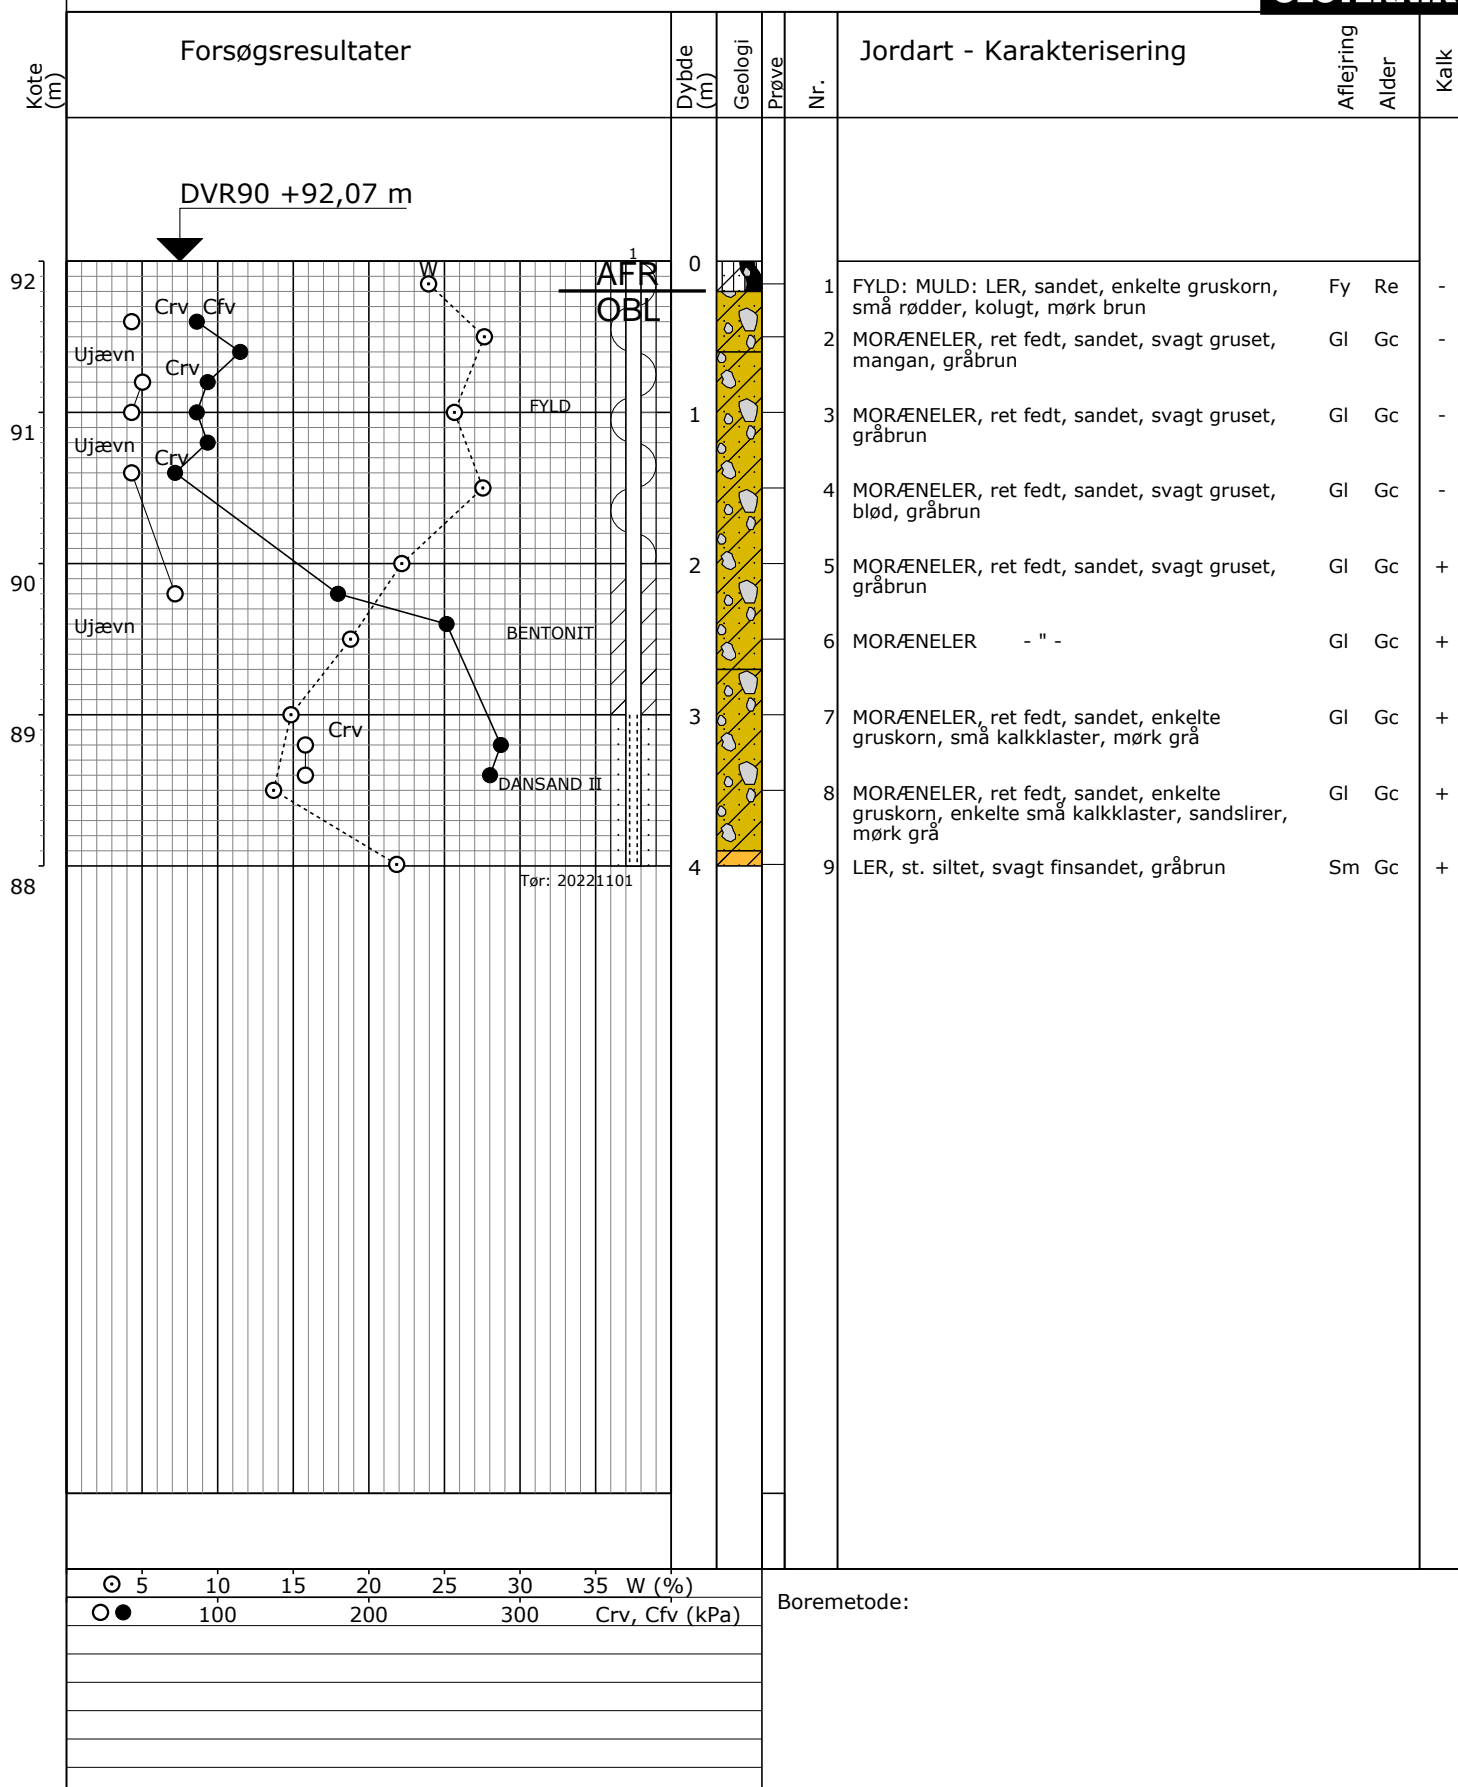 Kote
(m)
Forsøgsresultater
Dybde
(m)
Geologi
Prøve
Nr.
Jordart - Karakterisering
Aflejring
Alder
Kalk
DVR90 +92,07 m
92
91
90
89
88
W
1
AFR
OBL
Crv Cfv
Ujævn
Crv
FYLD
Ujævn
Crv
Ujævn
BENTONIT
Crv
DANSAND II
Tør: 20221101
0
1
2
3
4
1 FYLD: MULD: LER, sandet, enkelte gruskorn, Fy Re -
små rødder, kolugt, mørk brun
2 MORÆNELER, ret fedt, sandet, svagt gruset, Gl Gc -
mangan, gråbrun
3 MORÆNELER, ret fedt, sandet, svagt gruset, Gl Gc -
gråbrun
4 MORÆNELER, ret fedt, sandet, svagt gruset, Gl Gc -
blød, gråbrun
5 MORÆNELER, ret fedt, sandet, svagt gruset, Gl Gc +
gråbrun
6 MORÆNELER - " - Gl Gc +
7 MORÆNELER, ret fedt, sandet, enkelte Gl Gc +
gruskorn, små kalkklaster, mørk grå
8 MORÆNELER, ret fedt, sandet, enkelte Gl Gc +
gruskorn, enkelte små kalkklaster, sandslirer,
mørk grå
9 LER, st. siltet, svagt finsandet, gråbrun Sm Gc +
5 10 15 20 25 30 35 W (%)
100 200 300 Crv, Cfv (kPa)
Boremetode: